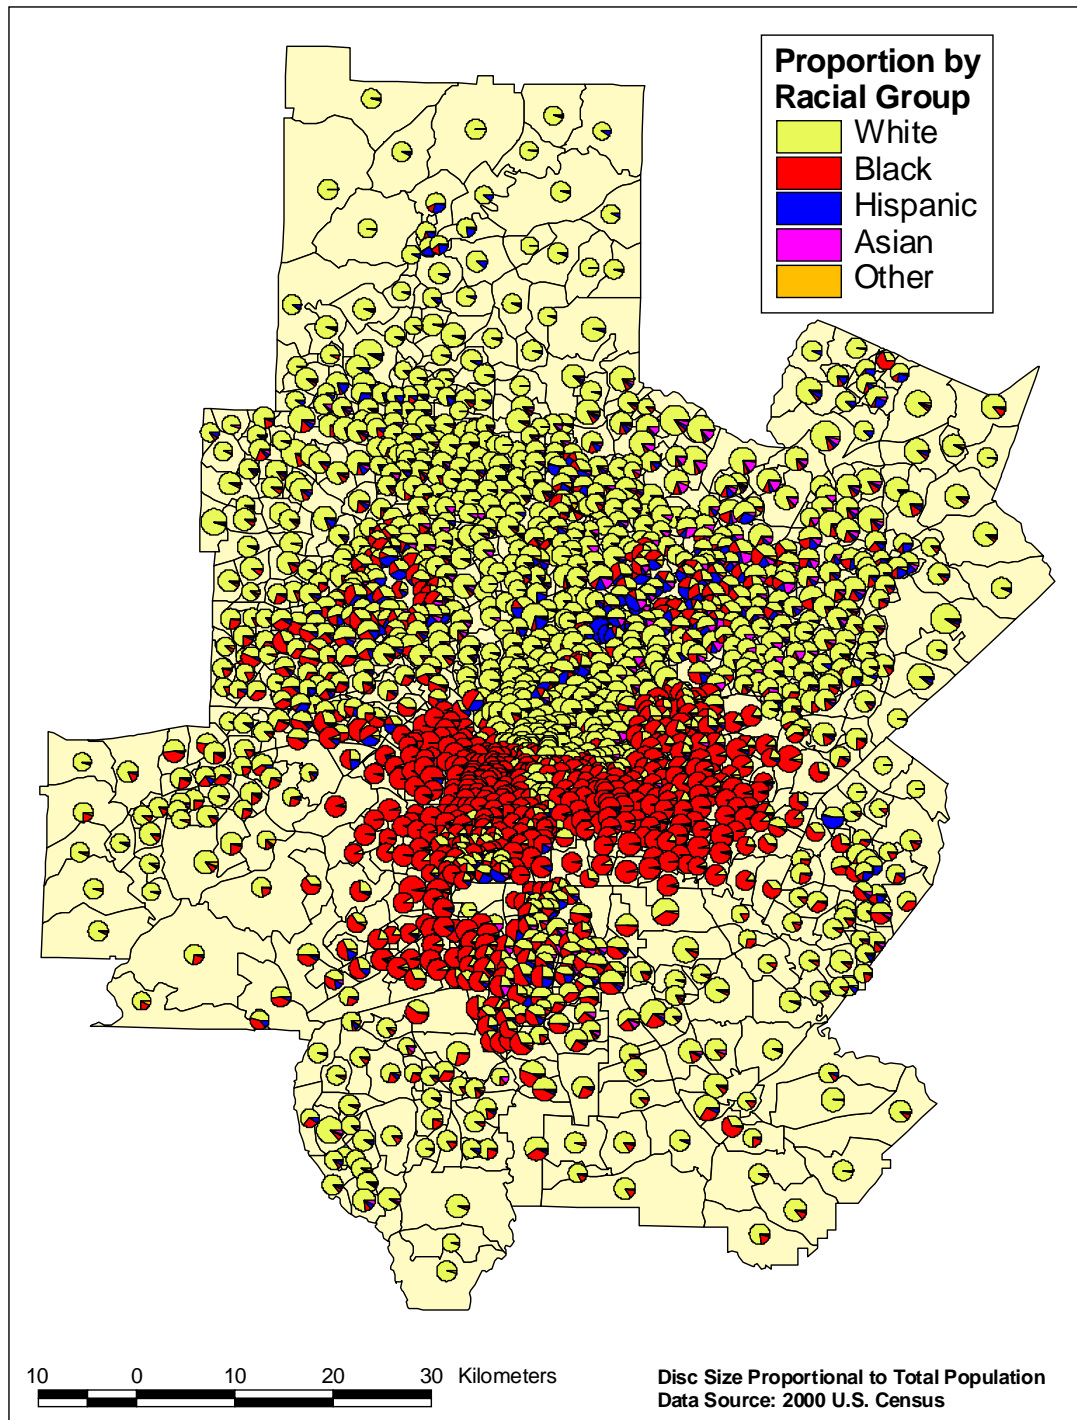 Proportion by
Racial Group
White
Black
Hispanic
Asian
Other
10 0 10 20 30 Kilometers
Disc Size Proportional to Total Population
Data Source: 2000 U.S. Census